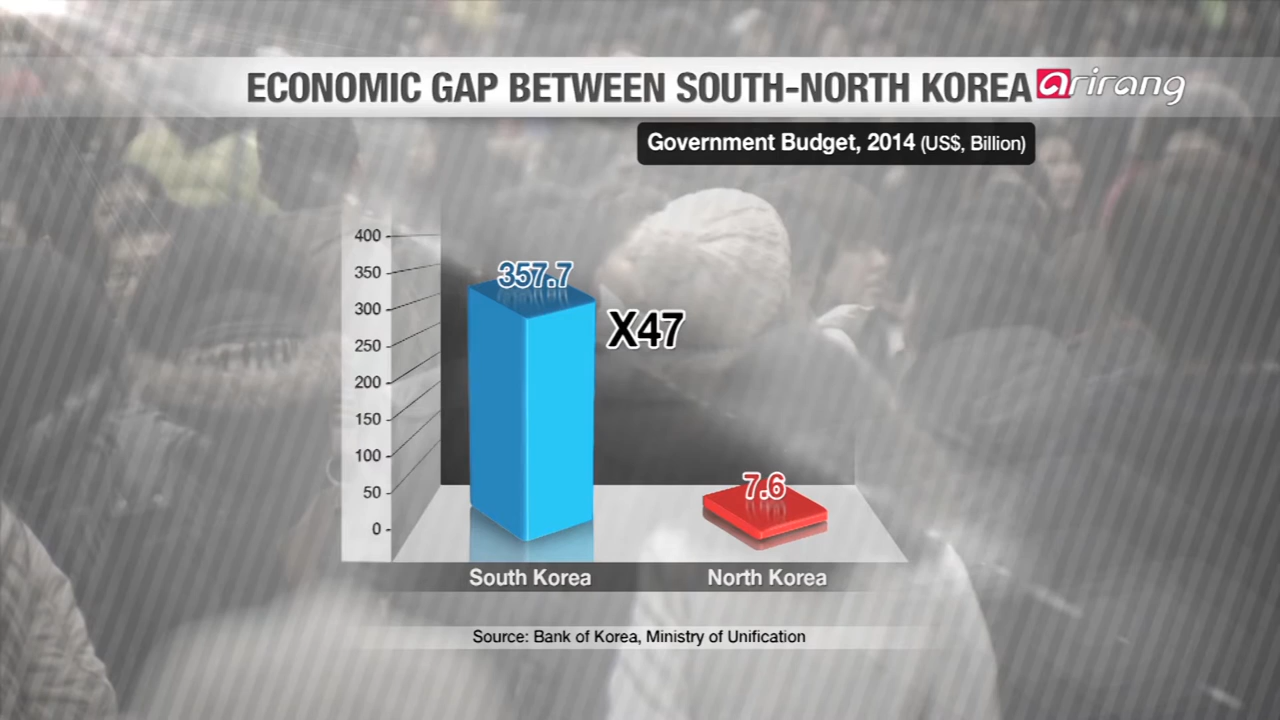 ECONOMIC GAP BETWEEN SOUTH-NORTH KOREA
arirang
Government Budget, 2014 (US$, Billion)
400
350
300
250
200
150
100
50
0
357.7
X47
7.6
South Korea
North Korea
Source: Bank of Korea, Ministry of Unification